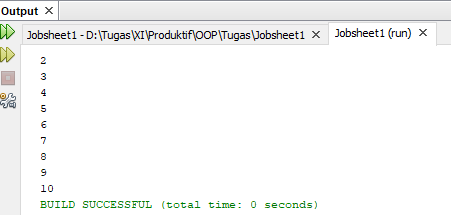 Output
Jobsheet1 - D:\Tugas\XI\Produktif\OOP\Tugas\Jobsheet1
Jobsheet1 (run)
2
3
4
5
6
7
8
9
10
BUILD SUCCESSFUL (total time: 0 seconds)